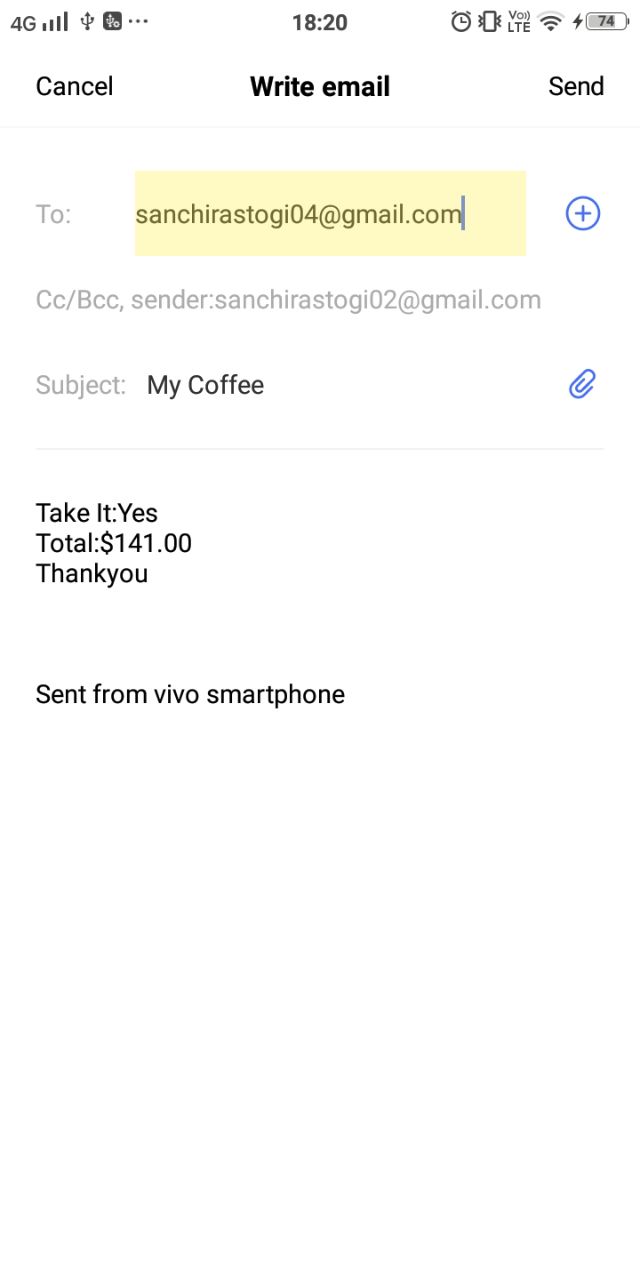 4G 18:20 Vo)) LTE 74
Cancel Write email Send
To: sanchirastogi04@gmail.com
Cc/Bcc, sender:sanchirastogi02@gmail.com
Subject: My Coffee
Take It:Yes
Total:$141.00
Thankyou
Sent from vivo smartphone